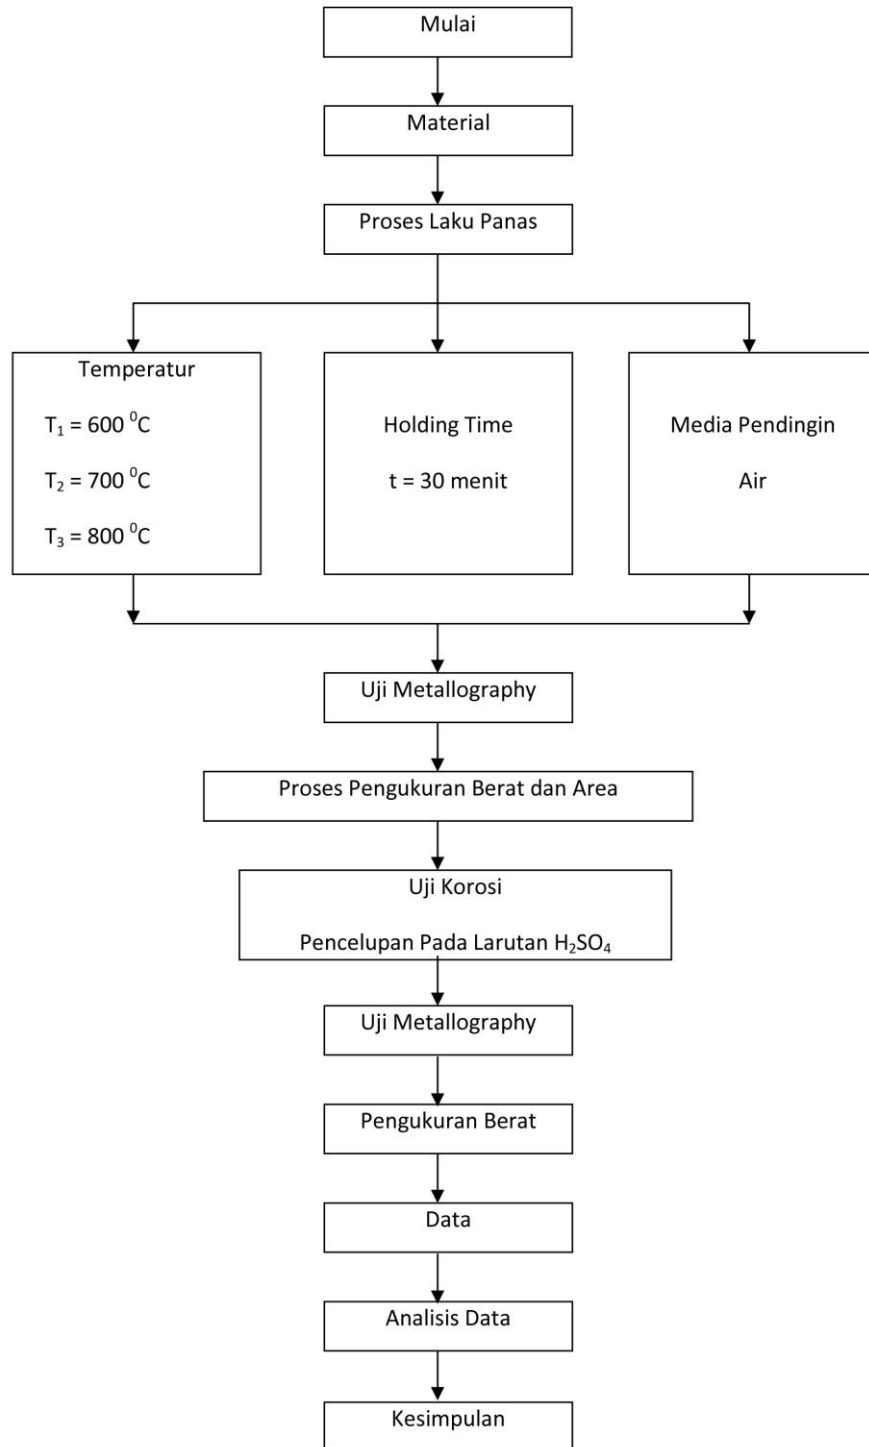 Mulai
Material
Proses Laku Panas
Temperatur
T₁ = 600 ⁰C
T₂ = 700 ⁰C
T₃ = 800 ⁰C
Holding Time
t = 30 menit
Media Pendingin
Air
Uji Metallography
Proses Pengukuran Berat dan Area
Uji Korosi
Pencelupan Pada Larutan H₂SO₄
Uji Metallography
Pengukuran Berat
Data
Analisis Data
Kesimpulan